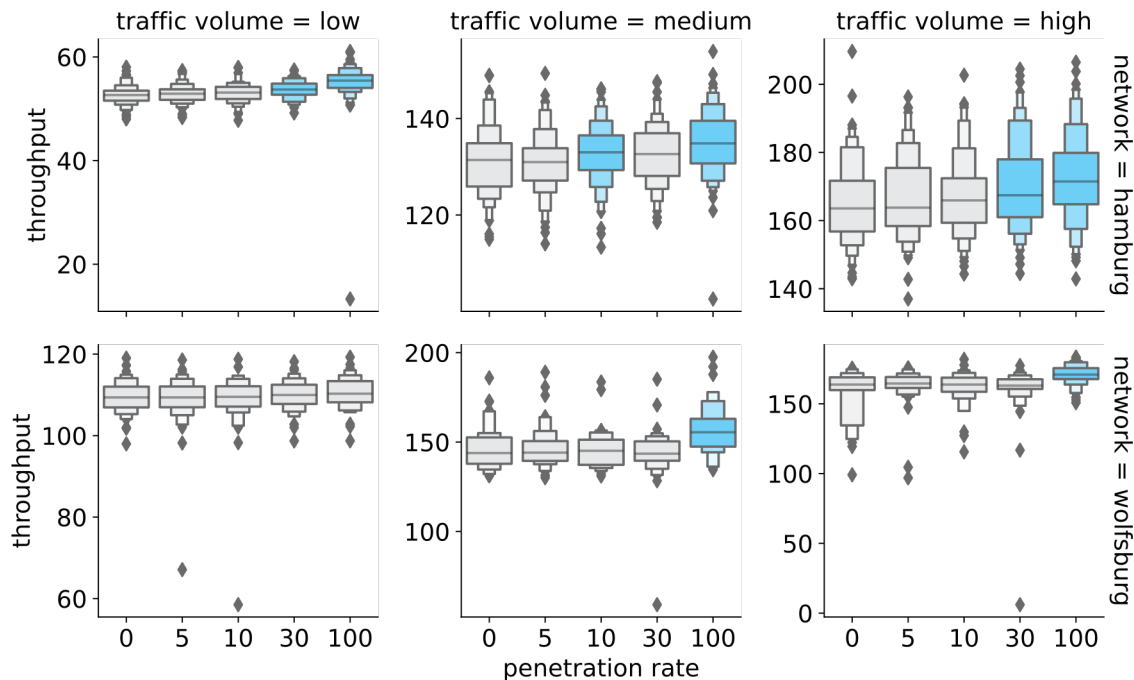 traffic volume = low
traffic volume = medium
traffic volume = high
60
40
20
throughput
140
120
200
180
160
140
network = hamburg
120
100
80
60
throughput
0 5 10 30 100
200
150
100
0 5 10 30 100
penetration rate
150
100
50
0
0 5 10 30 100
network = wolfsburg